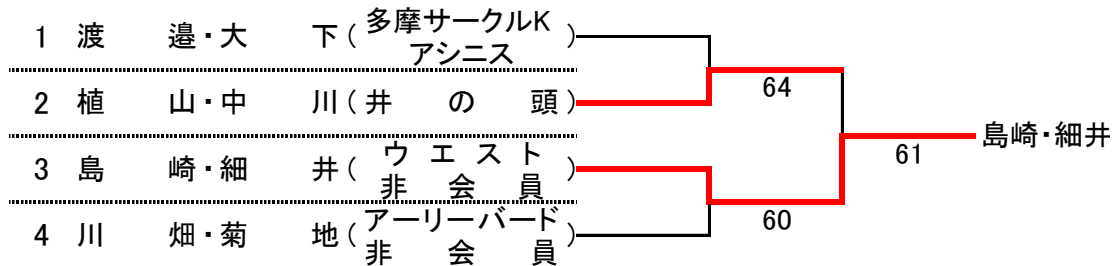 1 渡 邉・大 下(多摩サークルK アシニス)
64
2 植 山・中 川(井 の 頭)
61 島崎・細井
3 島 崎・細 井(ウ エ ス ト 非 会 員)
60
4 川 畑・菊 地(アーリーバード 非 会 員)